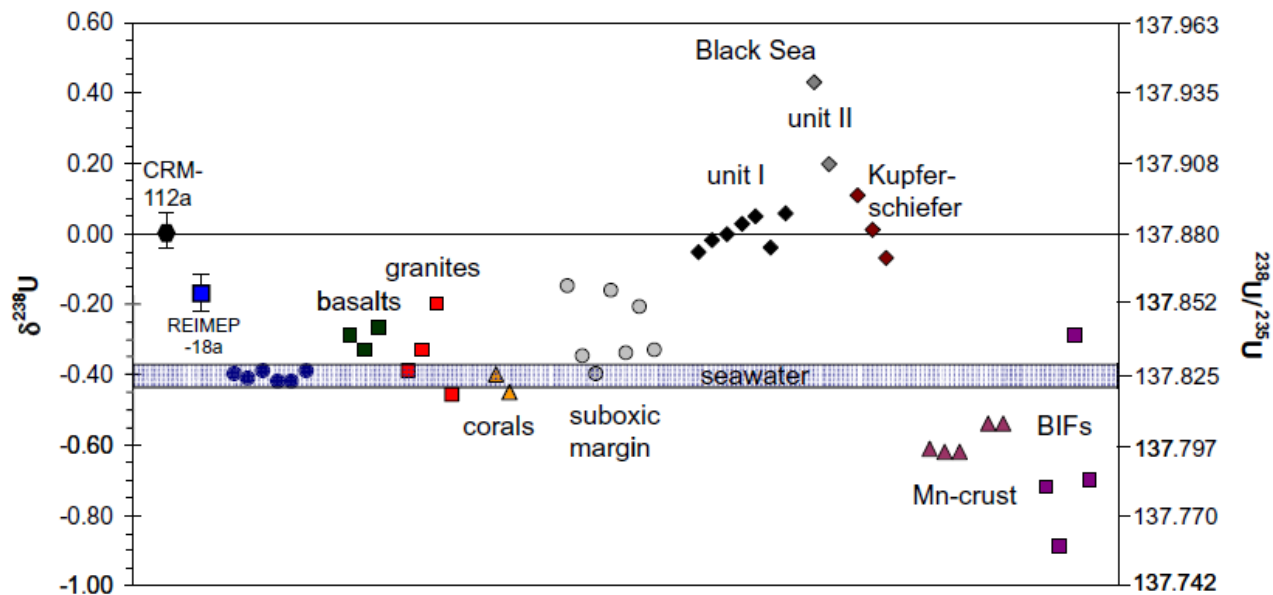 0.60
0.40
0.20
0.00
-0.20
-0.40
-0.60
-0.80
-1.00
δ²³⁸U
CRM-
112a
REIMEP
-18a
basalts
granites
corals
suboxic
margin
seawater
unit I
Black Sea
unit II
Kupfer-
schiefer
Mn-crust
BIFs
137.963
137.935
137.908
137.880
137.852
137.825
137.797
137.770
137.742
²³⁸U/²³⁵U